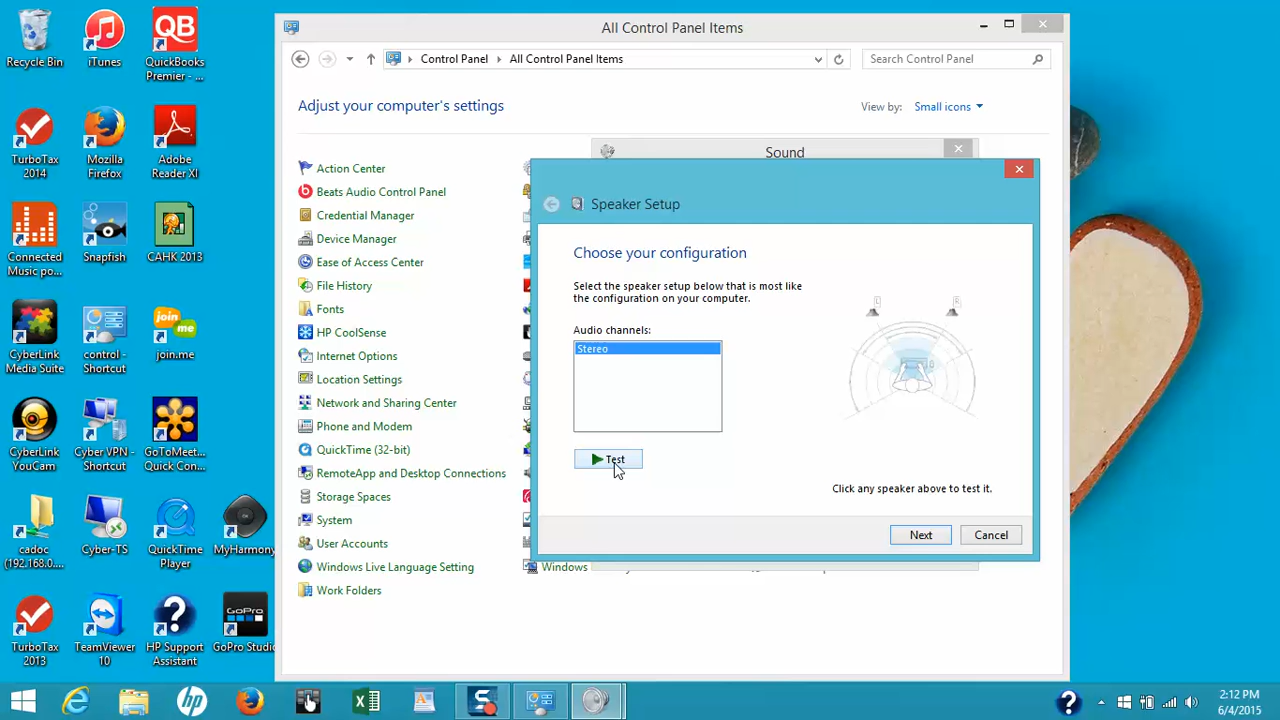 Recycle Bin
iTunes
QB
QuickBooks
Premier - ...
TurboTax
2014
Mozilla
Firefox
Adobe
Reader XI
Connected
Music po...
Snapfish
CAHK 2013
CyberLink
Media Suite
control -
Shortcut
join.me
join.me
CyberLink
YouCam
Cyber VPN -
Shortcut
GoToMeet...
Quick Con...
cadoc
(192.168.0....
Cyber-TS
QuickTime
Player
MyHarmony
TurboTax
2013
TeamViewer
10
HP Support
Assistant
GoPro
GoPro Studio
All Control Panel Items
Control Panel
All Control Panel Items
Search Control Panel
Adjust your computer's settings
View by:
Small icons
Action Center
Beats Audio Control Panel
Credential Manager
Device Manager
Ease of Access Center
File History
Fonts
HP CoolSense
Internet Options
Location Settings
Network and Sharing Center
Phone and Modem
QuickTime (32-bit)
RemoteApp and Desktop Connections
Storage Spaces
System
User Accounts
Windows Live Language Setting
Work Folders
Windows
Sound
Speaker Setup
Choose your configuration
Select the speaker setup below that is most like
the configuration on your computer.
Audio channels:
Stereo
L
R
Test
Click any speaker above to test it.
Next
Cancel
hp
S
2:12 PM
6/4/2015